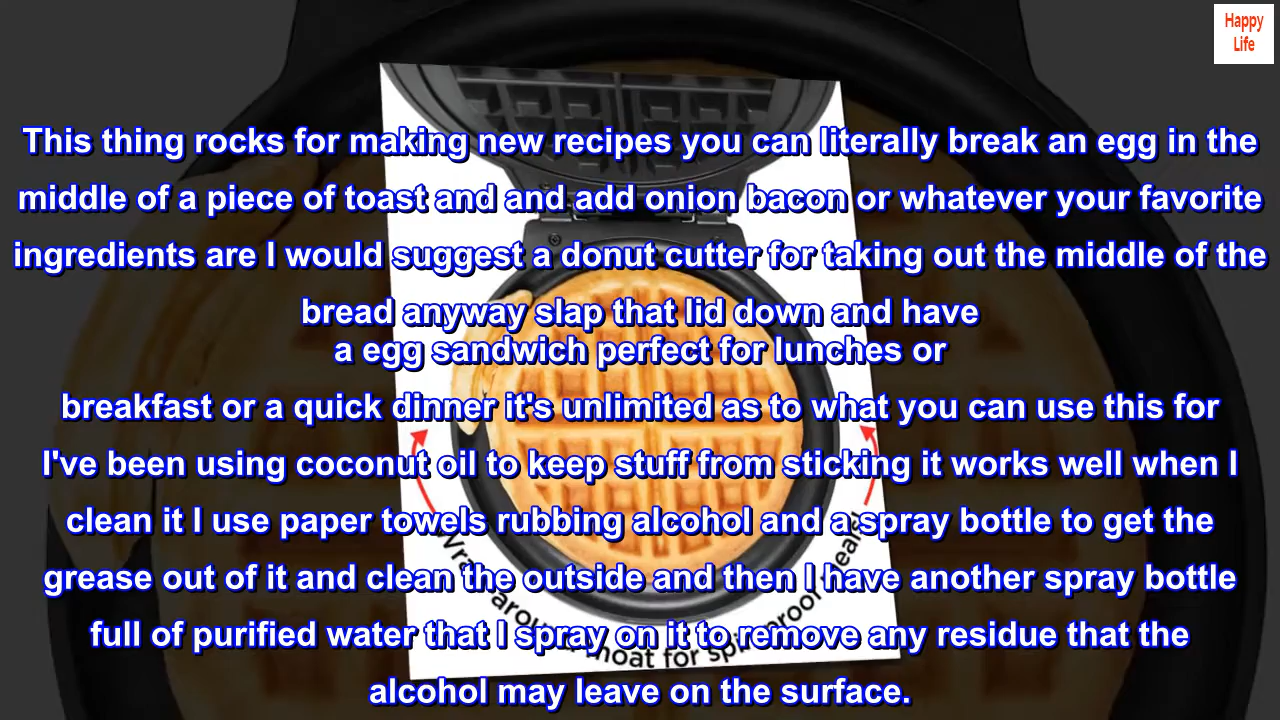 Happy
Life
This thing rocks for making new recipes you can literally break an egg in the
middle of a piece of toast and and add onion bacon or whatever your favorite
ingredients are I would suggest a donut cutter for taking out the middle of the
bread anyway slap that lid down and have
a egg sandwich perfect for lunches or
breakfast or a quick dinner it's unlimited as to what you can use this for
I've been using coconut oil to keep stuff from sticking it works well when I
clean it I use paper towels rubbing alcohol and a spray bottle to get the
grease out of it and clean the outside and then I have another spray bottle
full of purified water that I spray on it to remove any residue that the
alcohol may leave on the surface.
moat for